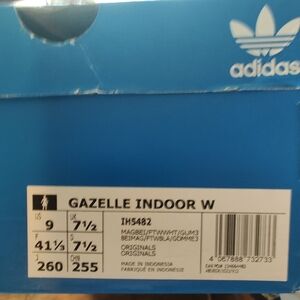 adidas
GAZELLE INDOOR W
US 9 UK 7½ IH5482
MAGBEI/FTWWHT/GUM3
BEIMAG/FTWBLA/GOMME3
F 41⅓ 7½
ORIGINALS
ORIGINALS
J 260 CHN 255
MADE IN INDONESIA
FABRIQUÉ EN INDONÉSIE
4 067888 732733